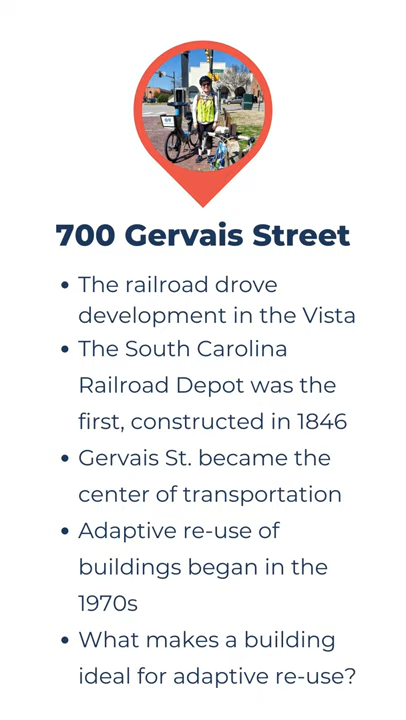 700 Gervais Street
• The railroad drove
development in the Vista
• The South Carolina
Railroad Depot was the
first, constructed in 1846
• Gervais St. became the
center of transportation
• Adaptive re-use of
buildings began in the
1970s
• What makes a building
ideal for adaptive re-use?